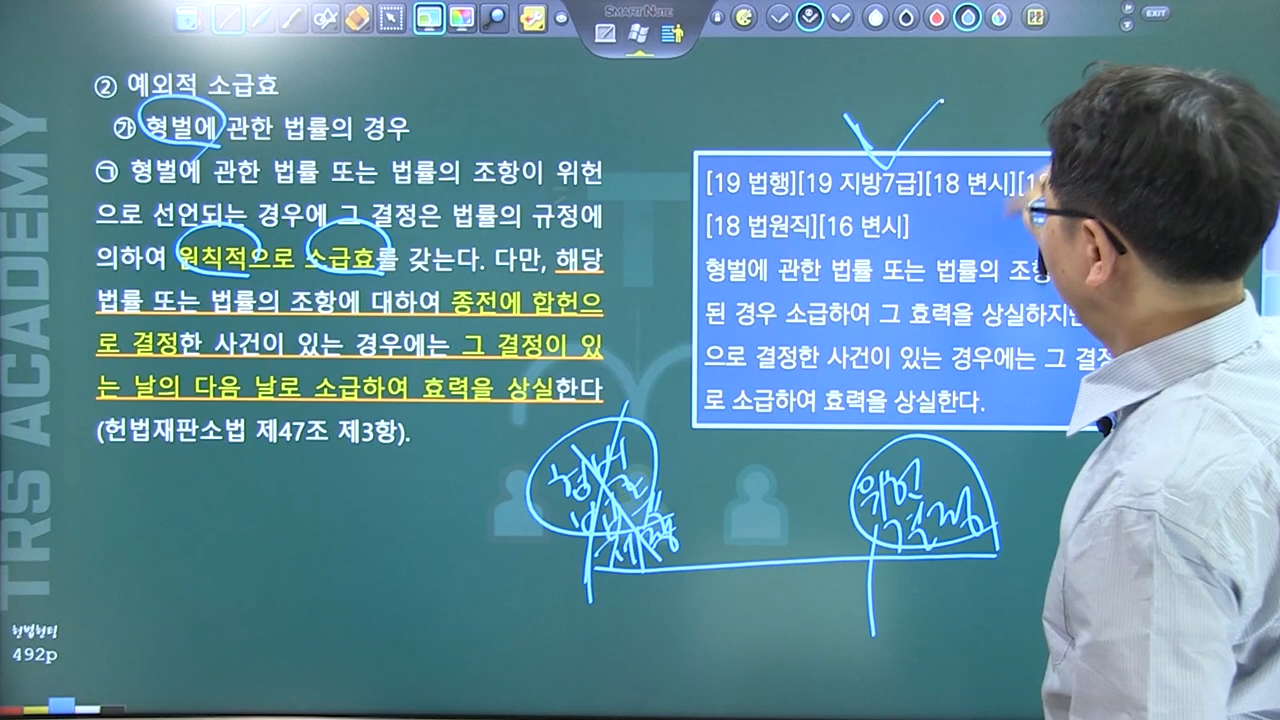 SMART NOTE
EXIT
② 예외적 소급효
㉮ 형벌에 관한 법률의 경우
㉠ 형벌에 관한 법률 또는 법률의 조항이 위헌
으로 선언되는 경우에 그 결정은 법률의 규정에
의하여 원칙적으로 소급효를 갖는다. 다만, 해당
법률 또는 법률의 조항에 대하여 종전에 합헌으
로 결정한 사건이 있는 경우에는 그 결정이 있
는 날의 다음 날로 소급하여 효력을 상실한다
(헌법재판소법 제47조 제3항).
[19 법행][19 지방7급][18 변시]
[18 법원직][16 변시]
형벌에 관한 법률 또는 법률의
된 경우 소급하여 그 효력을 상실하지만
으로 결정한 사건이 있는 경우에는 그
로 소급하여 효력을 상실한다.
형벌
위헌
결정
TRS ACADEMY
헌법헌팅
492p